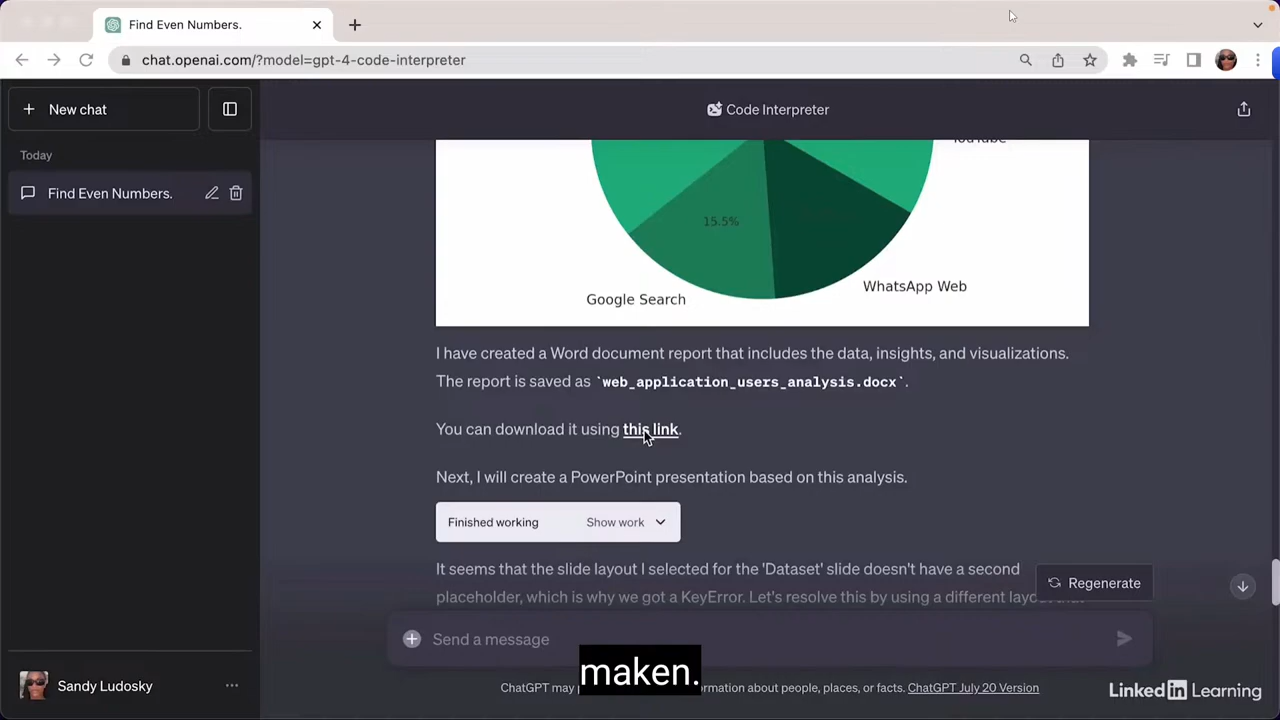 Find Even Numbers.
chat.openai.com/?model=gpt-4-code-interpreter
New chat
Code Interpreter
Today
Find Even Numbers.
YouTube
15.5%
WhatsApp Web
Google Search
I have created a Word document report that includes the data, insights, and visualizations.
The report is saved as `web_application_users_analysis.docx`.
You can download it using this link.
Next, I will create a PowerPoint presentation based on this analysis.
Finished working Show work
It seems that the slide layout I selected for the 'Dataset' slide doesn't have a second
Regenerate
placeholder, which is why we got a KeyError. Let's resolve this by using a different
Send a message
maken.
Sandy Ludosky
ChatGPT may information about people, places, or facts. ChatGPT July 20 Version
LinkedIn Learning